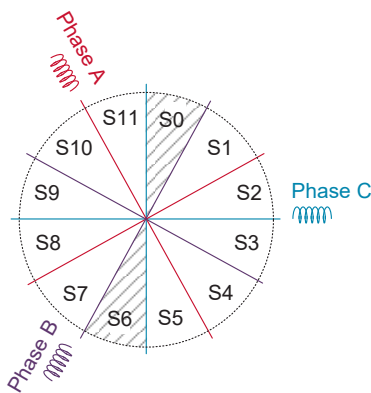 Phase A
S11
S0
S10
S1
S9
S2
Phase C
S8
S3
S7
S4
S6
S5
Phase B